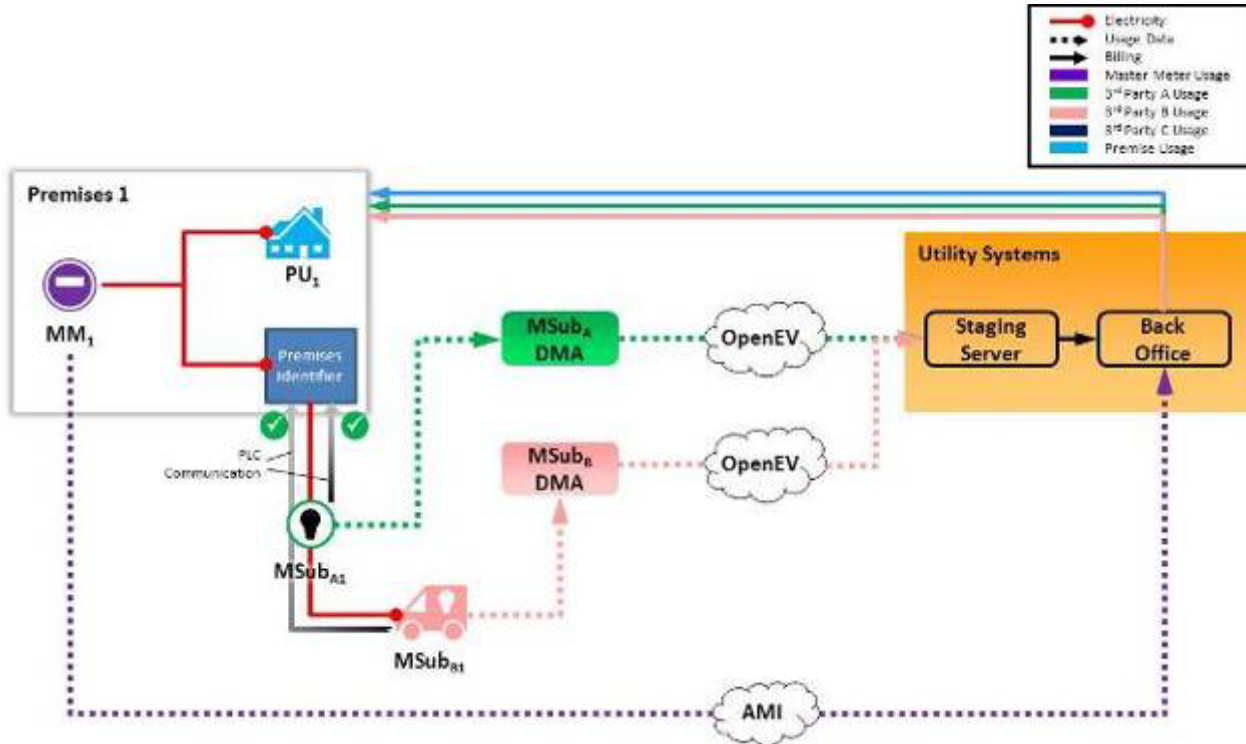 Electricity
Usage Data
Billing
Master Meter Usage
3rd Party A Usage
3rd Party B Usage
3rd Party C Usage
Premise Usage
Premises 1
PU1
MM1
Premises
Identifier
PLC
Communication
MSubA1
MSubB1
MSubA
DMA
OpenEV
MSubB
DMA
OpenEV
Utility Systems
Staging
Server
Back
Office
AMI